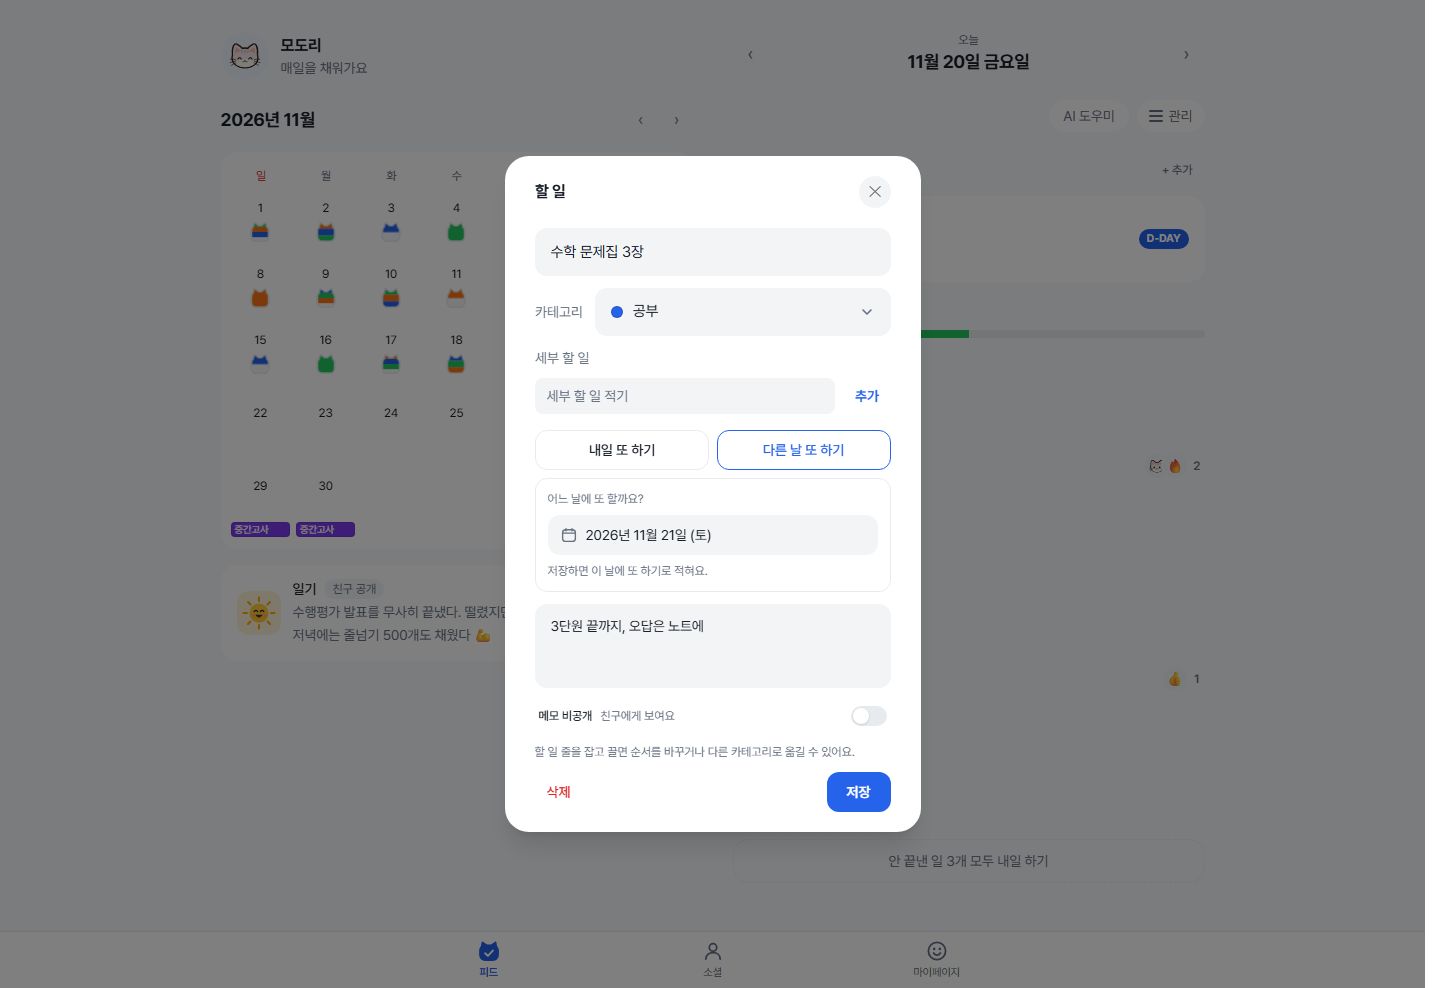 모도리
매일을 채워가요
오늘
11월 20일 금요일
2026년 11월
AI 도우미
관리
일 월 화 수
+ 추가
1 2 3 4
D-DAY
8 9 10 11
15 16 17 18
22 23 24 25
29 30
중간고사 중간고사
일기 친구 공개
수행평가 발표를 무사히 끝냈다. 떨렸지만
저녁에는 줄넘기 500개도 채웠다
할 일
수학 문제집 3장
카테고리 공부
세부 할 일
세부 할 일 적기 추가
내일 또 하기 다른 날 또 하기
어느 날에 또 할까요?
2026년 11월 21일 (토)
저장하면 이 날에 또 하기로 적혀요.
3단원 끝까지, 오답은 노트에
메모 비공개 친구에게 보여요
할 일 줄을 잡고 끌면 순서를 바꾸거나 다른 카테고리로 옮길 수 있어요.
삭제 저장
2
1
안 끝낸 일 3개 모두 내일 하기
피드 소셜 마이페이지